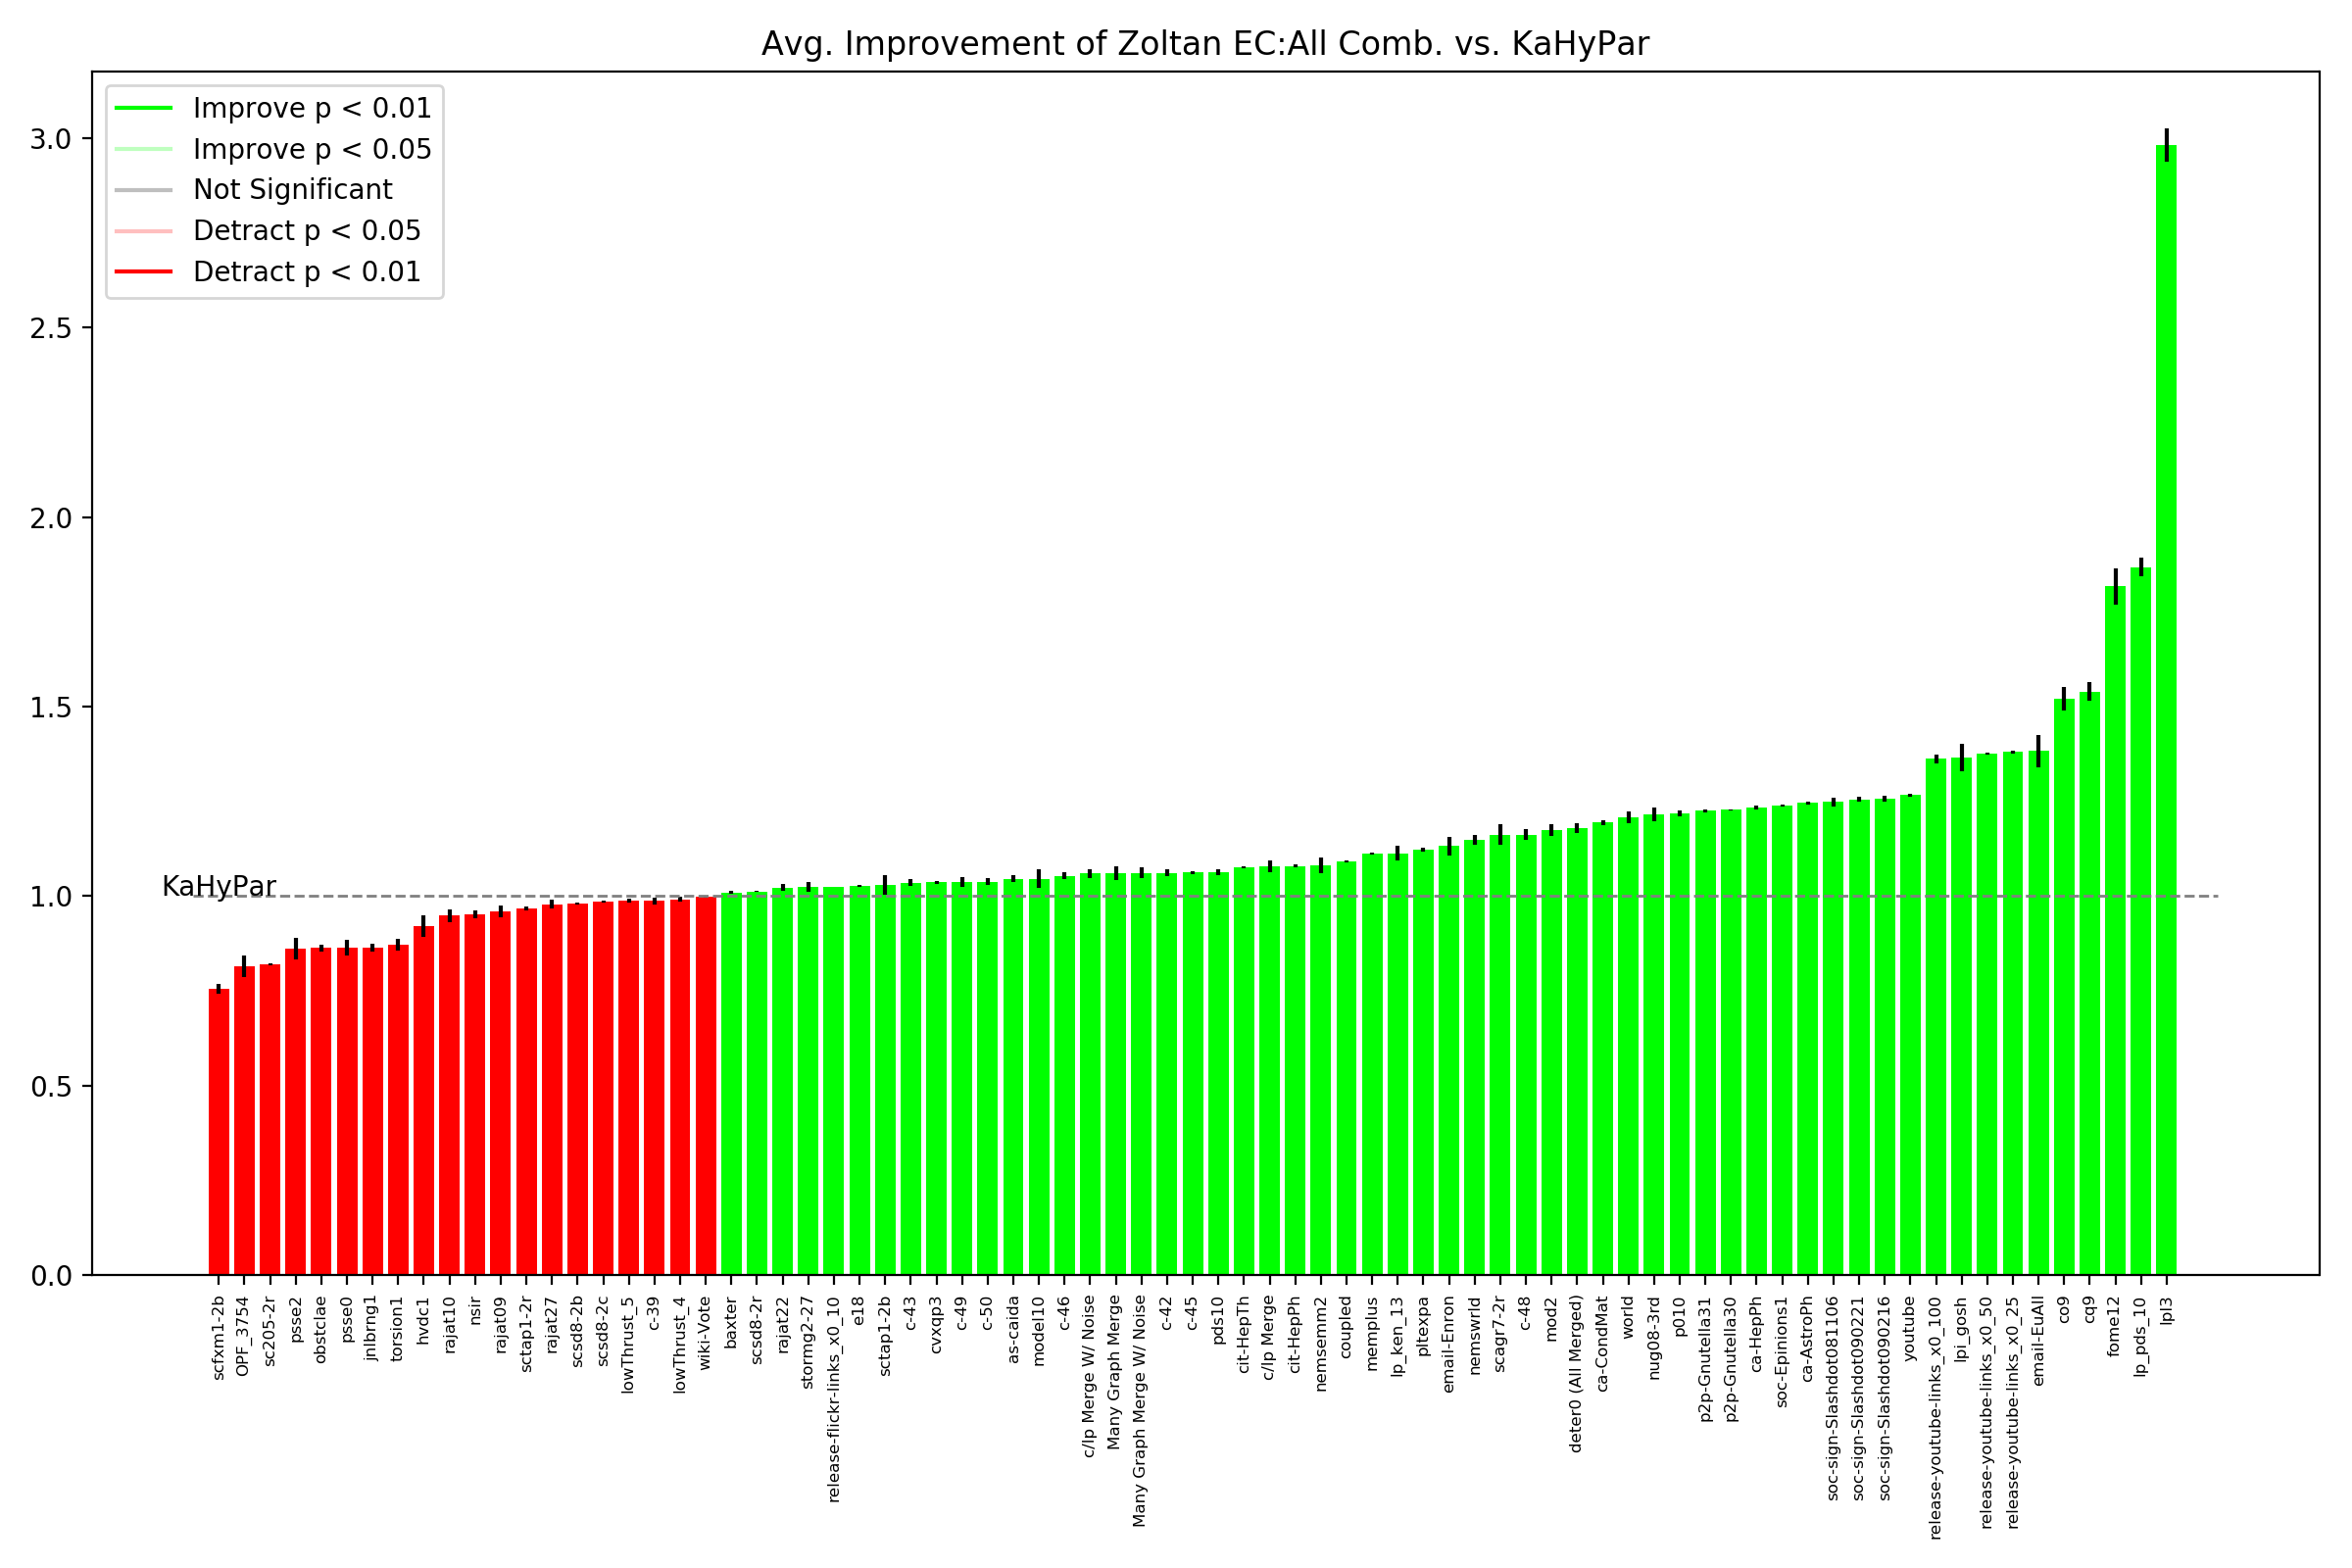 Avg. Improvement of Zoltan EC:All Comb. vs. KaHyPar
Improve p < 0.01
Improve p < 0.05
Not Significant
Detract p < 0.05
Detract p < 0.01
3.0
2.5
2.0
1.5
1.0
0.5
0.0
KaHyPar
scfxm1-2b
OPF_3754
sc205-2r
psse2
obstclae
psse0
jnlbrng1
torsion1
hvdc1
rajat10
nsir
rajat09
sctap1-2r
rajat27
scsd8-2b
scsd8-2c
lowThrust_5
c-39
lowThrust_4
wiki-Vote
baxter
scsd8-2r
rajat22
stormg2-27
release-flickr-links_x0_10
e18
sctap1-2b
c-43
cvxqp3
c-49
c-50
as-caida
model10
c-46
c/lp Merge W/ Noise
Many Graph Merge
Many Graph Merge W/ Noise
c-42
c-45
pds10
cit-HepTh
c/lp Merge
cit-HepPh
nemsemm2
coupled
memplus
lp_ken_13
pltexpa
email-Enron
nemswrld
scagr7-2r
c-48
mod2
deter0 (All Merged)
ca-CondMat
world
nug08-3rd
p010
p2p-Gnutella31
p2p-Gnutella30
ca-HepPh
soc-Epinions1
ca-AstroPh
soc-sign-Slashdot081106
soc-sign-Slashdot090221
soc-sign-Slashdot090216
youtube
release-youtube-links_x0_100
lpi_gosh
release-youtube-links_x0_50
release-youtube-links_x0_25
email-EuAll
co9
cq9
fome12
lp_pds_10
lpl3